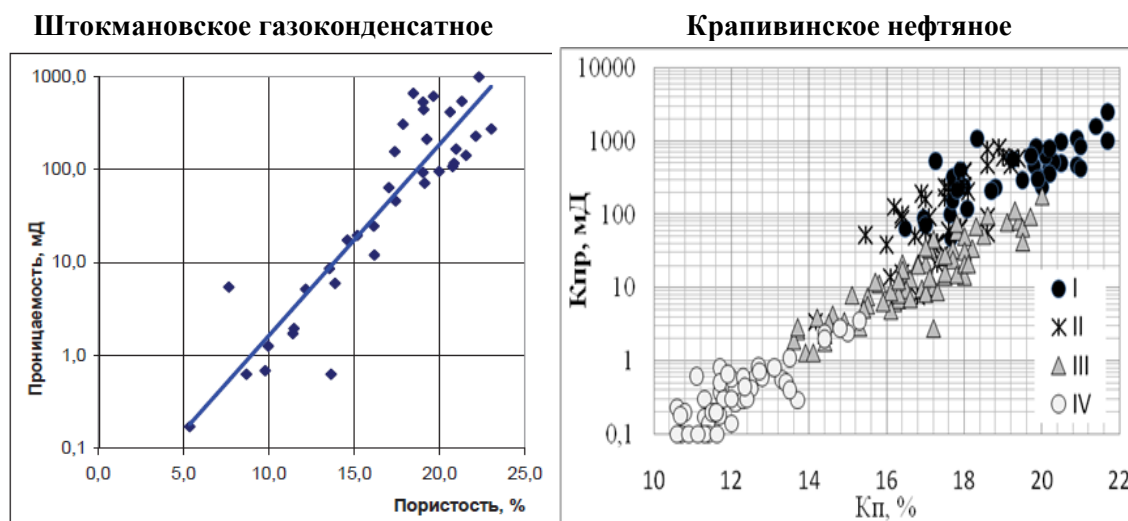 Штокмановское газоконденсатное
Крапивинское нефтяное
1000,0
100,0
10,0
1,0
0,1
Проницаемость, мД
0,0 5,0 10,0 15,0 20,0 25,0
Пористость, %
10000
1000
100
10
1
0,1
Кпр, мД
I
II
III
IV
10 12 14 16 18 20 22
Кп, %